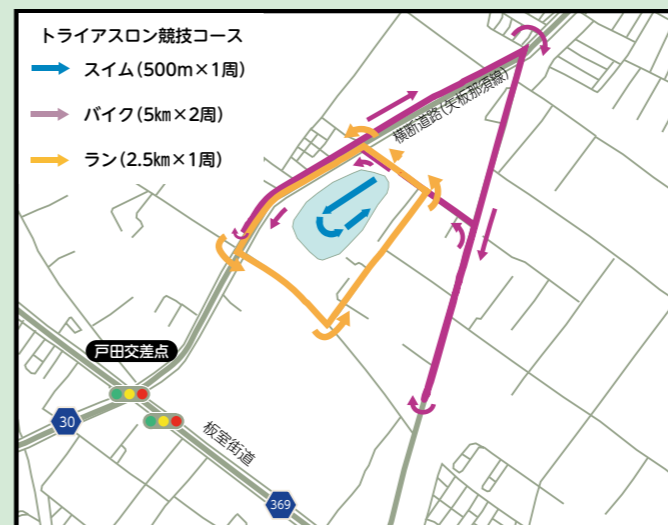 トライアスロン競技コース
スイム(500m×1周)
バイク(5㎞×2周)
ラン(2.5㎞×1周)
横断道路(矢板那須線)
戸田交差点
30
板室街道
369